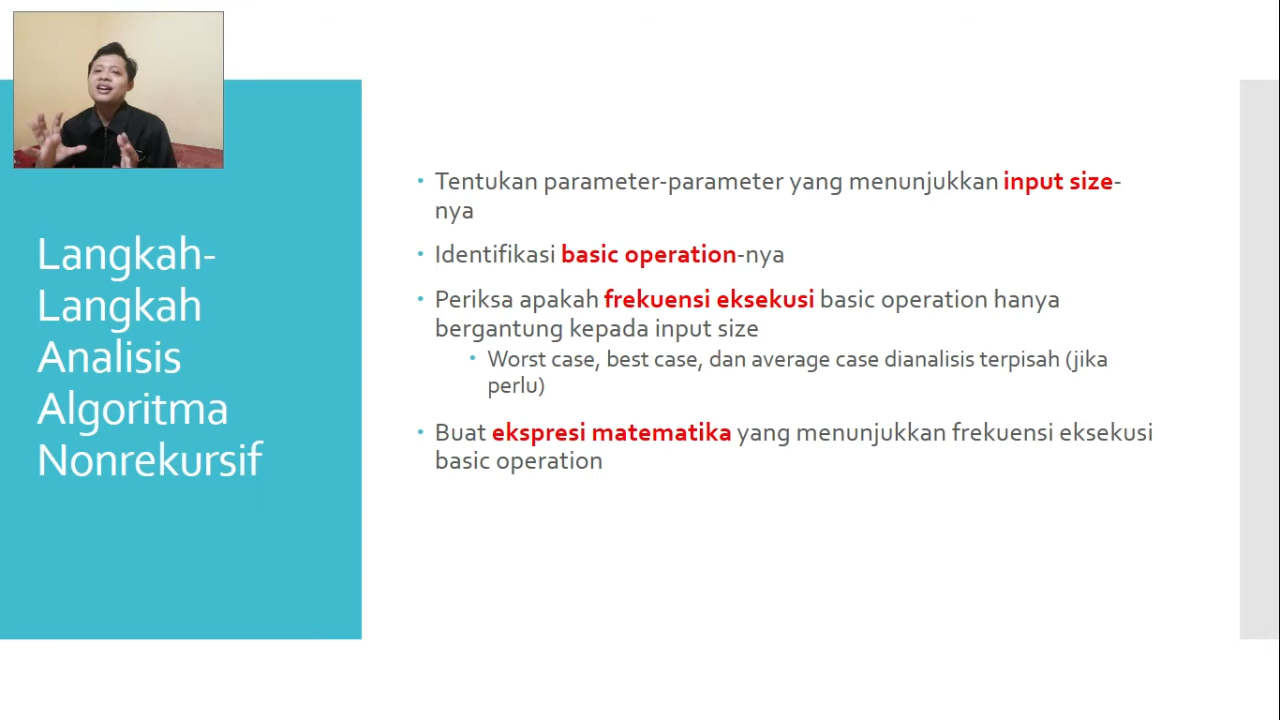 Langkah-
Langkah
Analisis
Algoritma
Nonrekursif
• Tentukan parameter-parameter yang menunjukkan input size-
nya
• Identifikasi basic operation-nya
• Periksa apakah frekuensi eksekusi basic operation hanya
bergantung kepada input size
• Worst case, best case, dan average case dianalisis terpisah (jika
perlu)
• Buat ekspresi matematika yang menunjukkan frekuensi eksekusi
basic operation